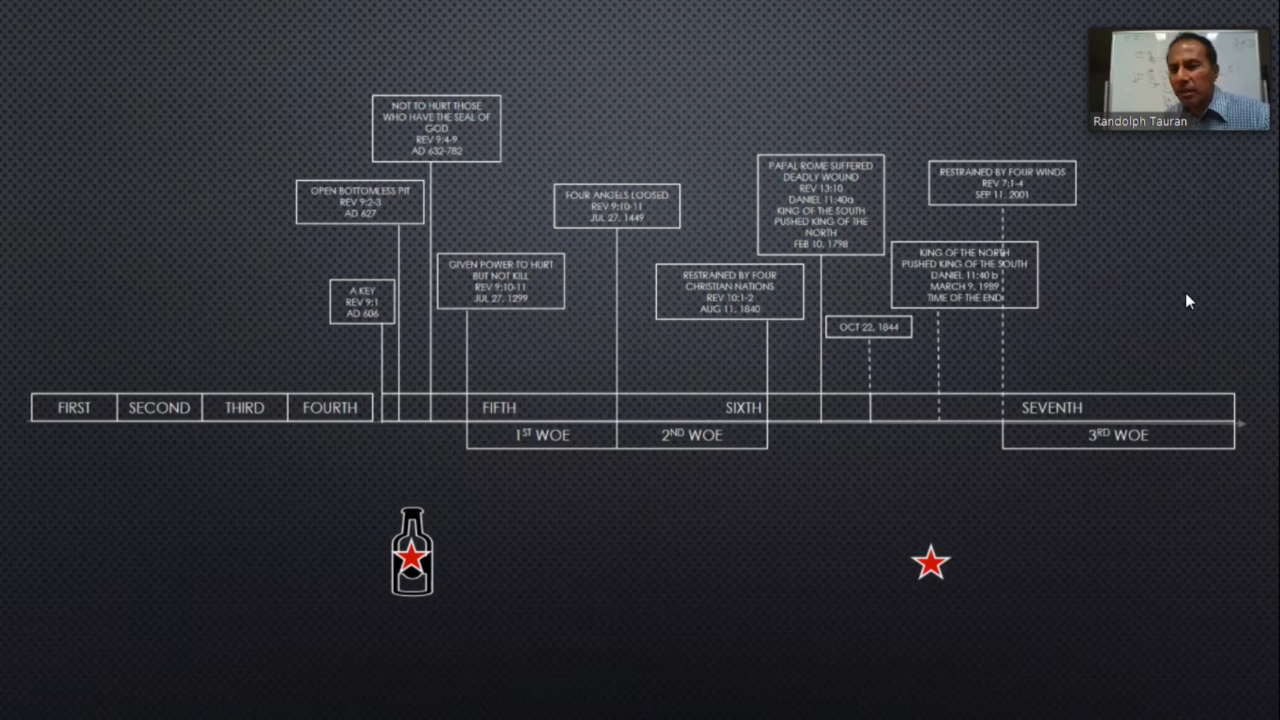 NOT TO HURT THOSE
WHO HAVE THE SEAL OF
GOD
REV 9:4-9
AD 632-782
OPEN BOTTOMLESS PIT
REV 9:2-3
AD 627
A KEY
REV 9:1
AD 606
GIVEN POWER TO HURT
BUT NOT KILL
REV 9:10-11
JUL 27, 1299
FOUR ANGELS LOOSED
REV 9:10-11
JUL 27, 1449
RESTRAINED BY FOUR
CHRISTIAN NATIONS
REV 10:1-2
AUG 11, 1840
PAPAL ROME SUFFERED
DEADLY WOUND
REV 13:10
DANIEL 11:40a
KING OF THE SOUTH
PUSHED KING OF THE
NORTH
FEB 10, 1798
OCT 22, 1844
KING OF THE NORTH
PUSHED KING OF THE SOUTH
DANIEL 11:40 b
MARCH 9, 1989
TIME OF THE END
RESTRAINED BY FOUR WINDS
REV 7:1-4
SEP 11, 2001
Randolph Tauran
FIRST SECOND THIRD FOURTH FIFTH SIXTH SEVENTH
1ST WOE 2ND WOE 3RD WOE